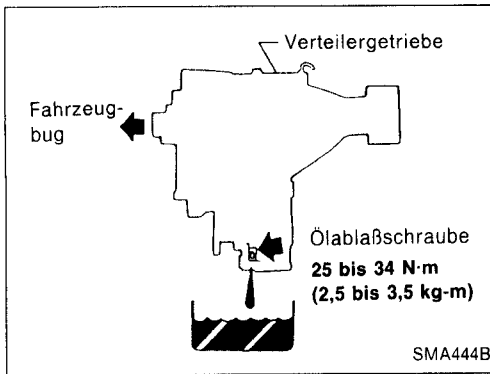 Verteilergetriebe
Fahrzeug-
bug
Ölablaßschraube
25 bis 34 N·m
(2,5 bis 3,5 kg-m)
SMA444B